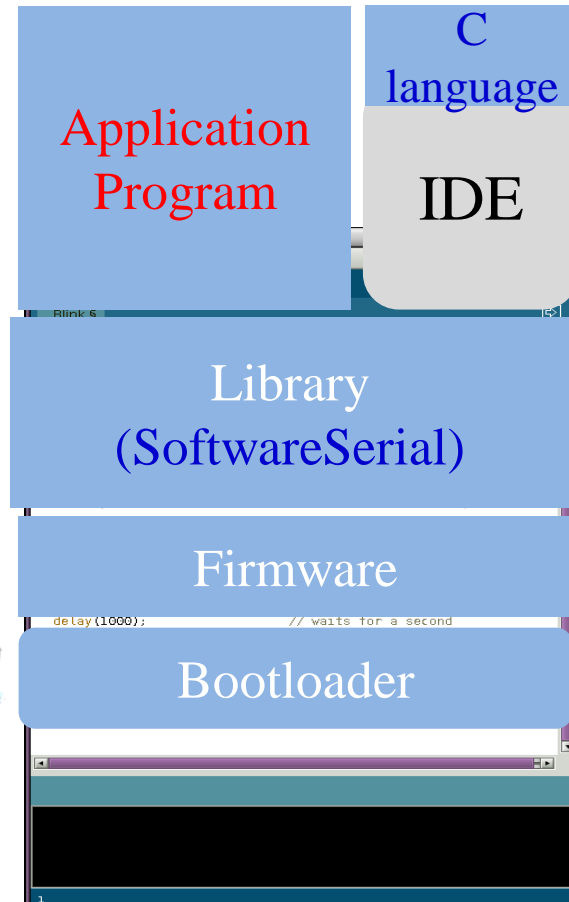 C
language
Application
Program
IDE
Blink §
Library
(SoftwareSerial)
Firmware
delay(1000); // waits for a second
Bootloader
1